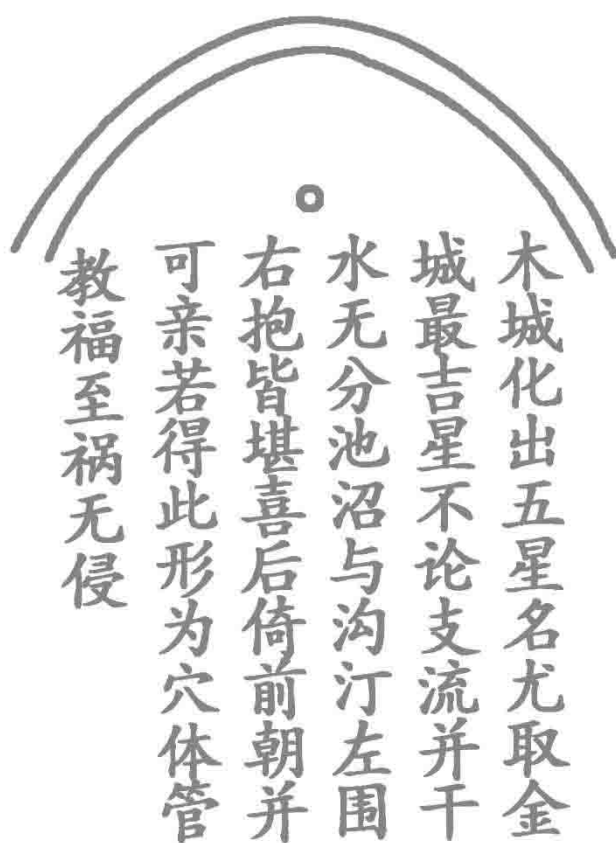 木城化出五星名尤取金
城最吉星不论支流并干
水无分池沼与沟汀左围
右抱皆堪喜后倚前朝并
可亲若得此形为穴体管
教福至祸无侵